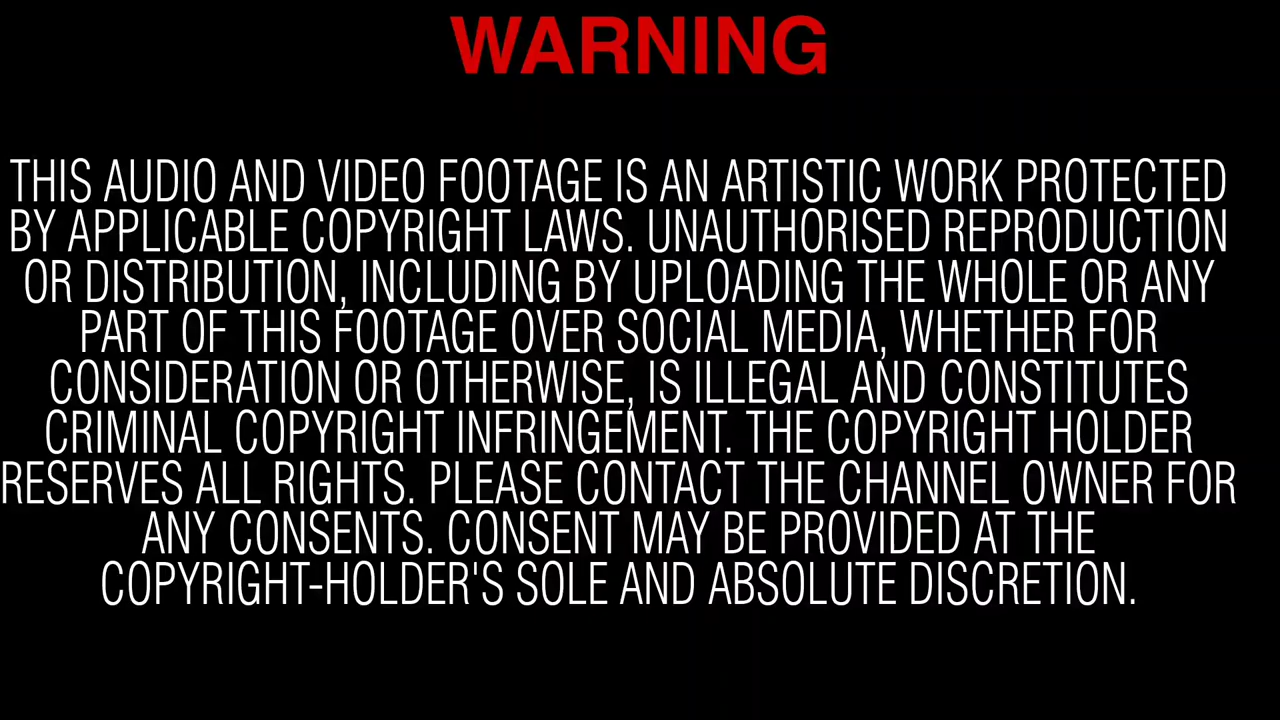 WARNING
THIS AUDIO AND VIDEO FOOTAGE IS AN ARTISTIC WORK PROTECTED
BY APPLICABLE COPYRIGHT LAWS. UNAUTHORISED REPRODUCTION
OR DISTRIBUTION, INCLUDING BY UPLOADING THE WHOLE OR ANY
PART OF THIS FOOTAGE OVER SOCIAL MEDIA, WHETHER FOR
CONSIDERATION OR OTHERWISE, IS ILLEGAL AND CONSTITUTES
CRIMINAL COPYRIGHT INFRINGEMENT. THE COPYRIGHT HOLDER
RESERVES ALL RIGHTS. PLEASE CONTACT THE CHANNEL OWNER FOR
ANY CONSENTS. CONSENT MAY BE PROVIDED AT THE
COPYRIGHT-HOLDER'S SOLE AND ABSOLUTE DISCRETION.